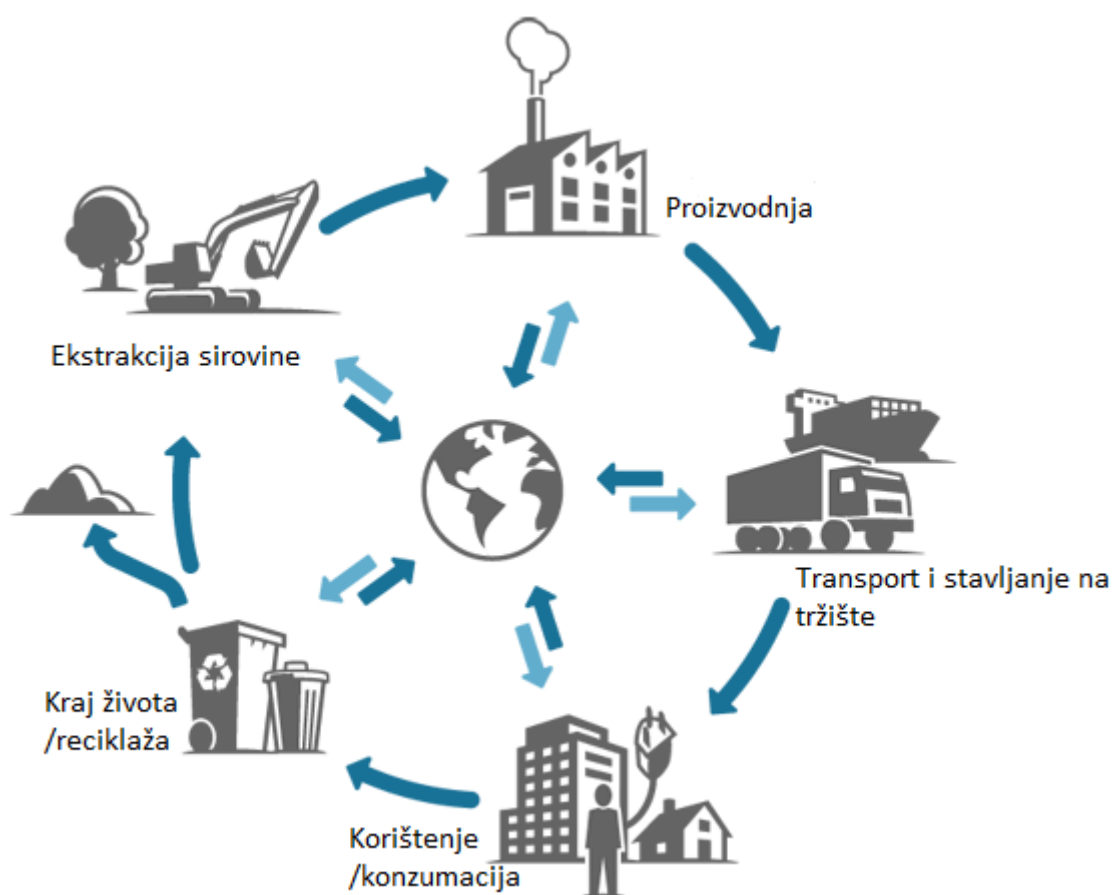 Proizvodnja
Ekstrakcija sirovine
Transport i stavljanje na
tržište
Kraj života
/reciklaža
Korištenje
/konzumacija